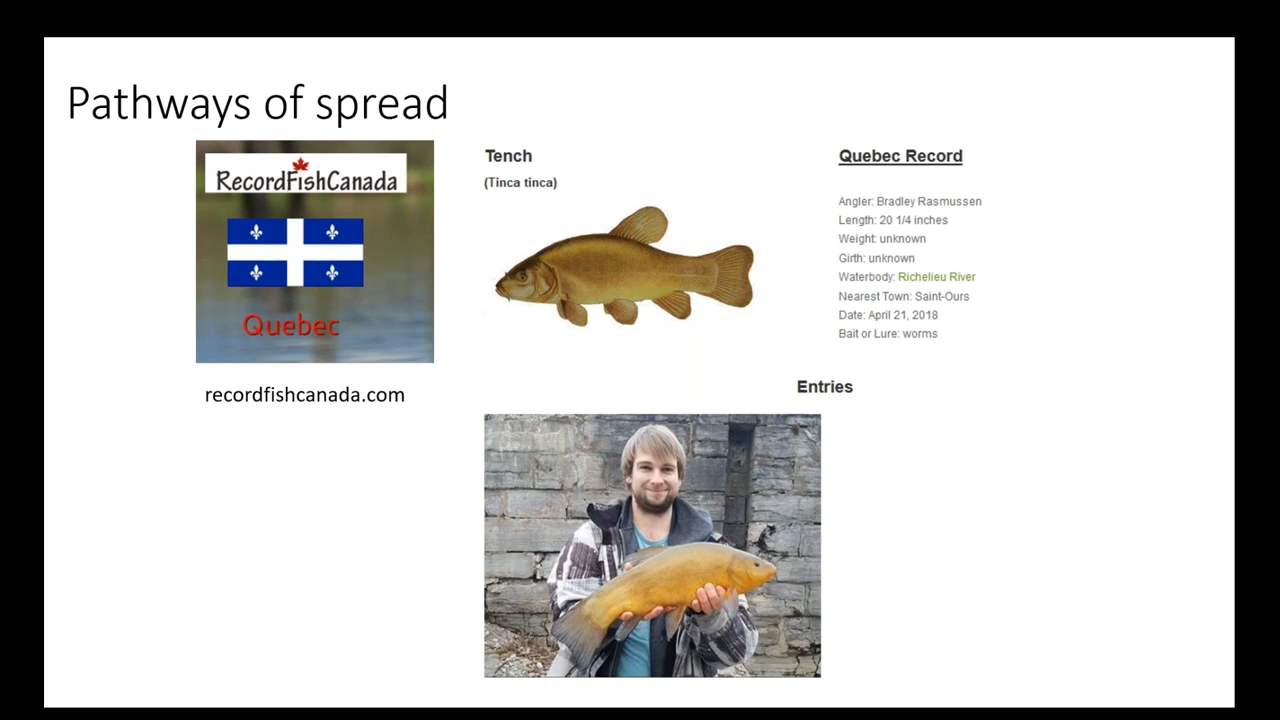 Pathways of spread
RecordFishCanada
Quebec
recordfishcanada.com
Tench
(Tinca tinca)
Quebec Record
Angler: Bradley Rasmussen
Length: 20 1/4 inches
Weight: unknown
Girth: unknown
Waterbody: Richelieu River
Nearest Town: Saint-Ours
Date: April 21, 2018
Bait or Lure: worms
Entries